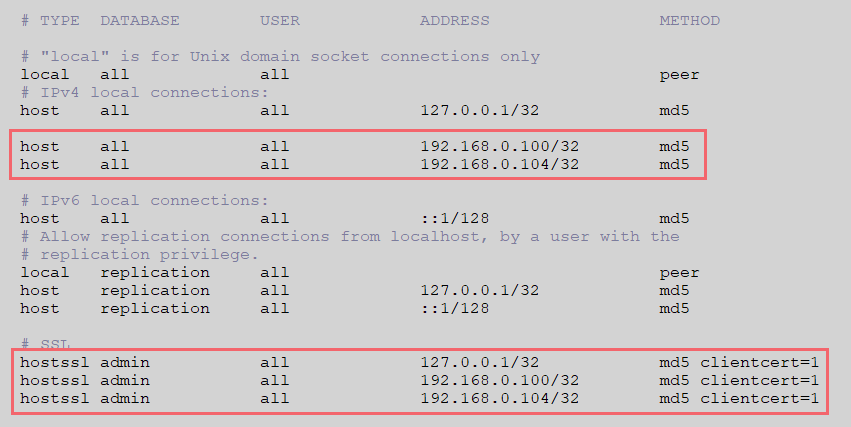 # TYPE  DATABASE        USER            ADDRESS                 METHOD
# "local" is for Unix domain socket connections only
local   all             all                                     peer
# IPv4 local connections:
host    all             all             127.0.0.1/32            md5
host    all             all             192.168.0.100/32        md5
host    all             all             192.168.0.104/32        md5
# IPv6 local connections:
host    all             all             ::1/128                 md5
# Allow replication connections from localhost, by a user with the
# replication privilege.
local   replication     all                                     peer
host    replication     all             127.0.0.1/32            md5
host    replication     all             ::1/128                 md5
# SSL
hostssl admin           all             127.0.0.1/32            md5 clientcert=1
hostssl admin           all             192.168.0.100/32        md5 clientcert=1
hostssl admin           all             192.168.0.104/32        md5 clientcert=1